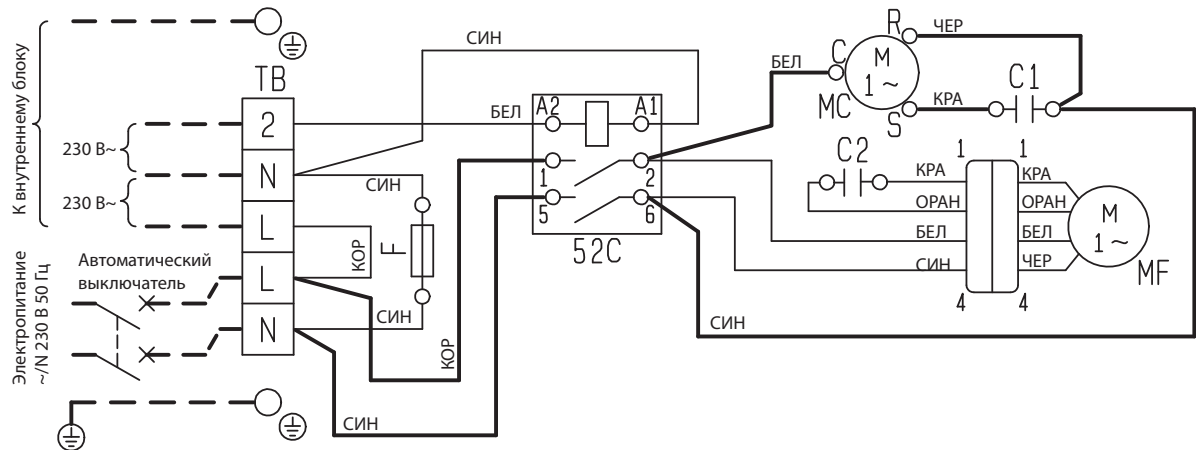 К внутреннему блоку
230 В~
230 В~
Электропитание
~/N 230 В 50 Гц
Автоматический
выключатель
TB
2
N
L
L
N
СИН
БЕЛ
СИН
КОР
F
СИН
КОР
СИН
A2
A1
1
2
5
6
52C
БЕЛ
C
R
S
M
1~
MC
ЧЕР
КРА
C1
C2
КРА
ОРАН
БЕЛ
СИН
1
1
4
4
КРА
ОРАН
БЕЛ
ЧЕР
M
1~
MF
СИН